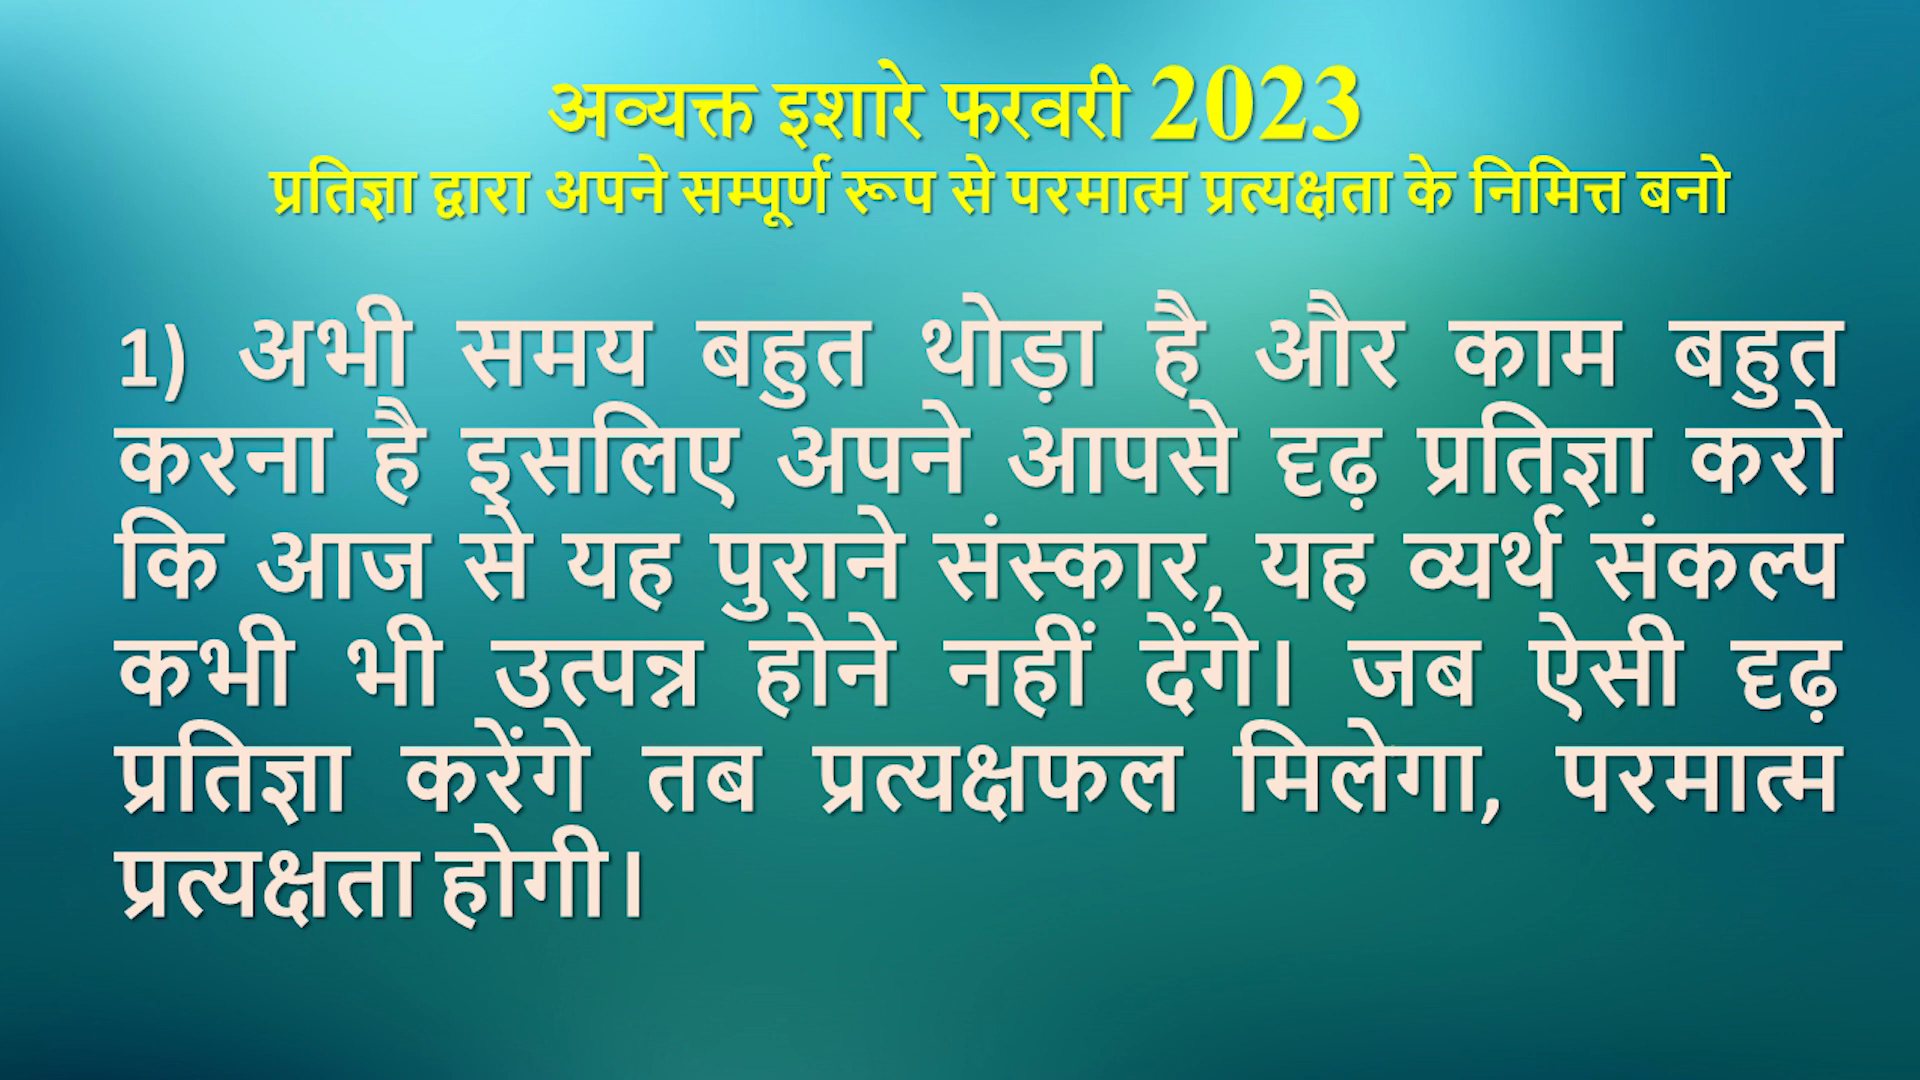 अव्यक्त इशारे फरवरी 2023
प्रतिज्ञा द्वारा अपने सम्पूर्ण रूप से परमात्म प्रत्यक्षता के निमित्त बनो
1) अभी समय बहुत थोड़ा है और काम बहुत
करना है इसलिए अपने आपसे दृढ़ प्रतिज्ञा करो
कि आज से यह पुराने संस्कार, यह व्यर्थ संकल्प
कभी भी उत्पन्न होने नहीं देंगे। जब ऐसी दृढ़
प्रतिज्ञा करेंगे तब प्रत्यक्षफल मिलेगा, परमात्म
प्रत्यक्षता होगी।